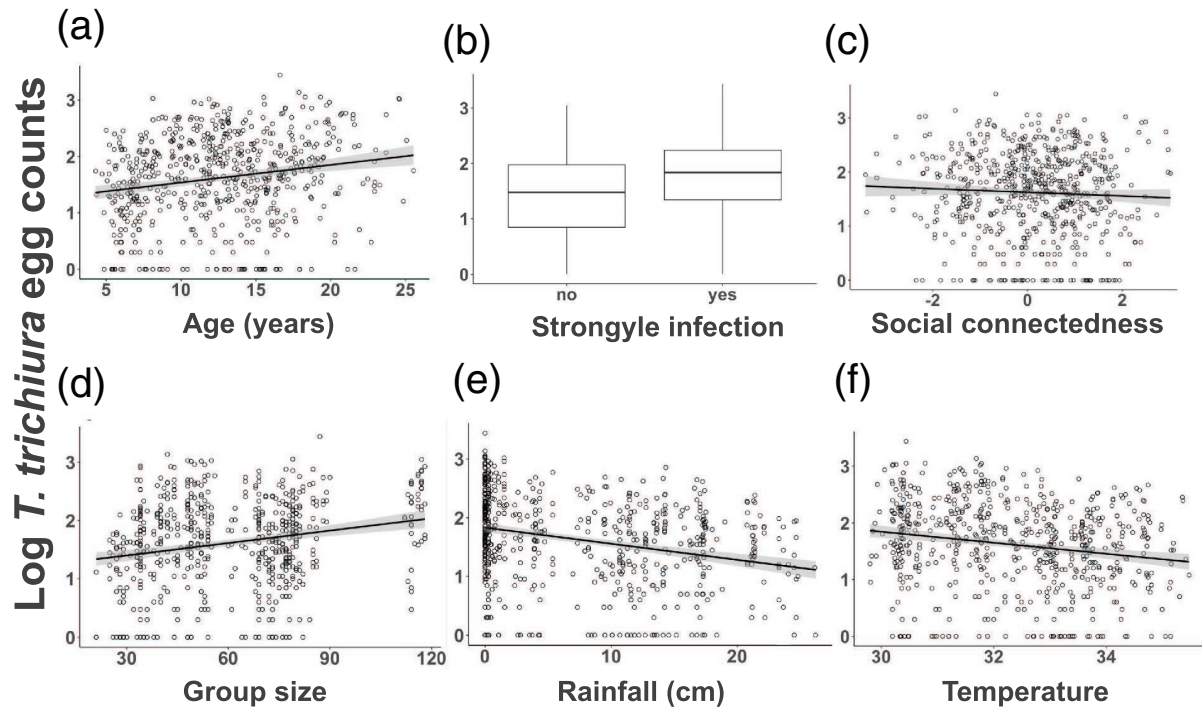 Log T. trichiura egg counts
(a)
3
2
1
0
5 10 15 20 25
Age (years)
(b)
3
2
1
0
no yes
Strongyle infection
(c)
3
2
1
0
-2 0 2
Social connectedness
(d)
3
2
1
0
30 60 90 120
Group size
(e)
3
2
1
0
0 10 20
Rainfall (cm)
(f)
3
2
1
0
30 32 34
Temperature